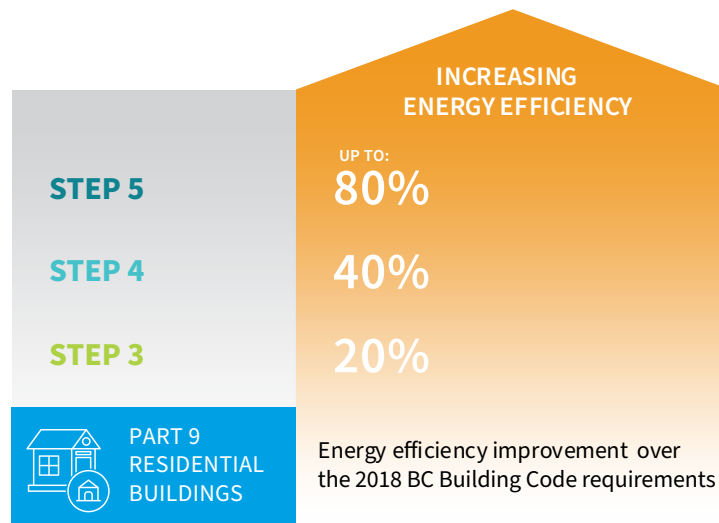 INCREASING
ENERGY EFFICIENCY
STEP 5
UP TO:
80%
STEP 4
40%
STEP 3
20%
PART 9
RESIDENTIAL
BUILDINGS
Energy efficiency improvement over
the 2018 BC Building Code requirements